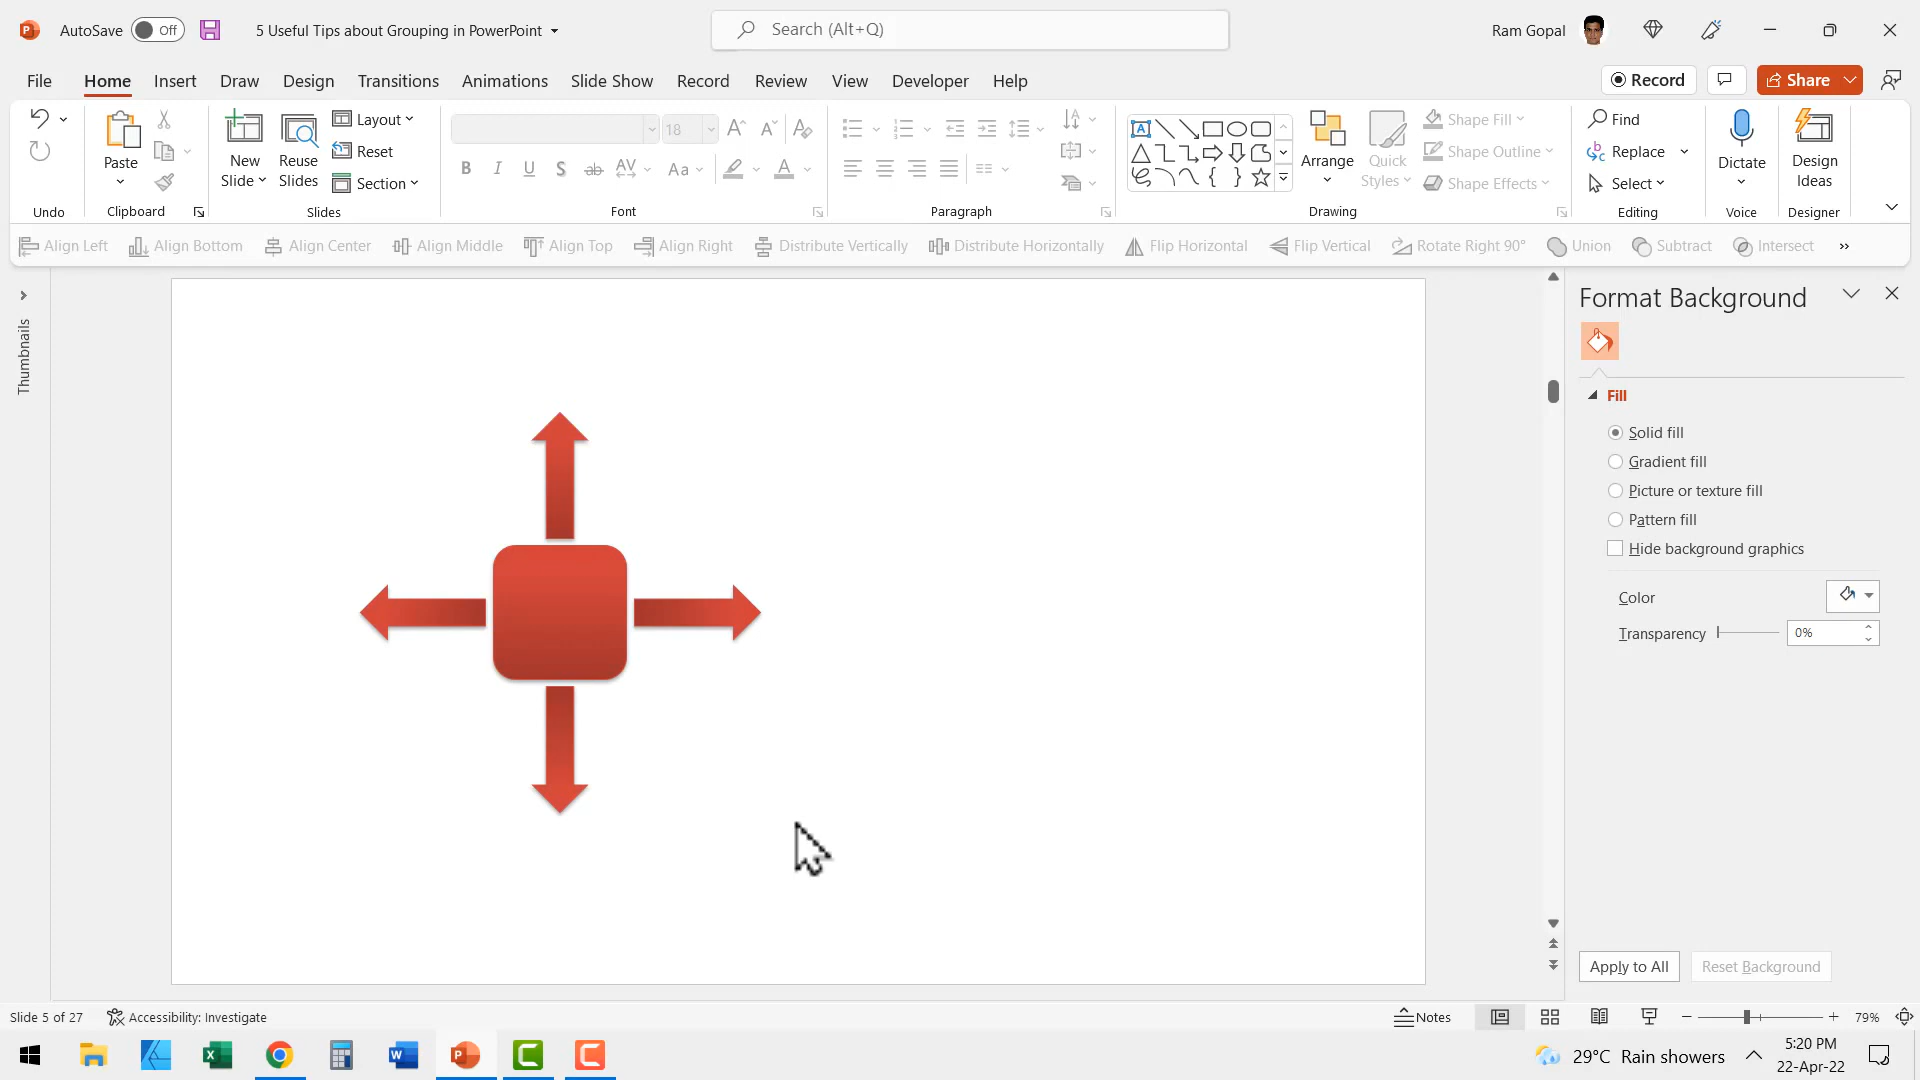 AutoSave Off 5 Useful Tips about Grouping in PowerPoint Search (Alt+Q) Ram Gopal
File Home Insert Draw Design Transitions Animations Slide Show Record Review View Developer Help Record Share
Paste
New Slide
Reuse Slides
Layout
Reset
Section
18
B I U S ab AV Aa A
Arrange
Quick Styles
Shape Fill
Shape Outline
Shape Effects
Find
Replace
Select
Dictate
Design Ideas
Undo Clipboard Slides Font Paragraph Drawing Editing Voice Designer
Align Left Align Bottom Align Center Align Middle Align Top Align Right Distribute Vertically Distribute Horizontally Flip Horizontal Flip Vertical Rotate Right 90° Union Subtract Intersect
Thumbnails
Format Background
Fill
Solid fill
Gradient fill
Picture or texture fill
Pattern fill
Hide background graphics
Color
Transparency 0%
Apply to All Reset Background
Slide 5 of 27 Accessibility: Investigate Notes 79%
29°C Rain showers 5:20 PM
22-Apr-22